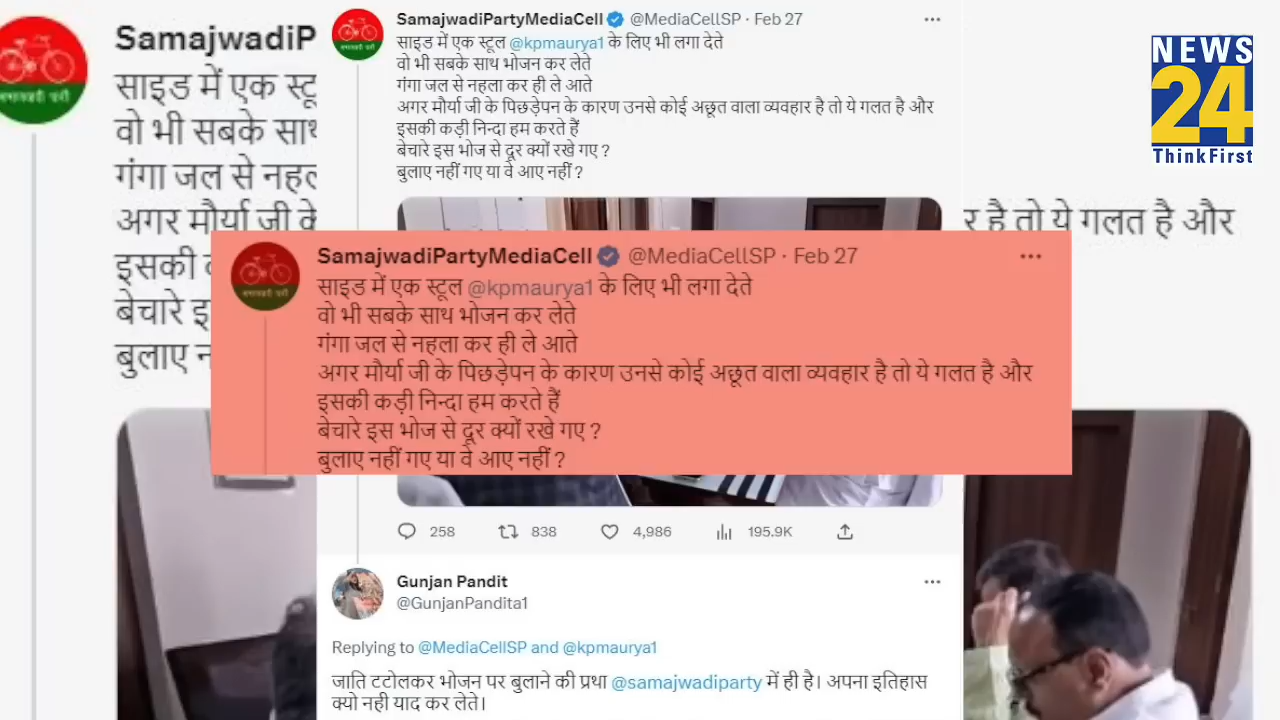 SamajwadiP
साइड में एक स्टू
वो भी सबके साथ
गंगा जल से नहल
अगर मौर्या जी के
इसकी
बेचारे इ
बुलाए न
र है तो ये गलत है और
SamajwadiPartyMediaCell @MediaCellSP · Feb 27
साइड में एक स्टूल @kpmaurya1 के लिए भी लगा देते
वो भी सबके साथ भोजन कर लेते
गंगा जल से नहला कर ही ले आते
अगर मौर्या जी के पिछड़ेपन के कारण उनसे कोई अछूत वाला व्यवहार है तो ये गलत है और
इसकी कड़ी निन्दा हम करते हैं
बेचारे इस भोज से दूर क्यों रखे गए ?
बुलाए नहीं गए या वे आए नहीं ?
NEWS
24
ThinkFirst
SamajwadiPartyMediaCell @MediaCellSP · Feb 27
साइड में एक स्टूल @kpmaurya1 के लिए भी लगा देते
वो भी सबके साथ भोजन कर लेते
गंगा जल से नहला कर ही ले आते
अगर मौर्या जी के पिछड़ेपन के कारण उनसे कोई अछूत वाला व्यवहार है तो ये गलत है और
इसकी कड़ी निन्दा हम करते हैं
बेचारे इस भोज से दूर क्यों रखे गए ?
बुलाए नहीं गए या वे आए नहीं ?
258 838 4,986 195.9K
Gunjan Pandit
@GunjanPandita1
Replying to @MediaCellSP and @kpmaurya1
जाति टटोलकर भोजन पर बुलाने की प्रथा @samajwadiparty में ही है। अपना इतिहास
क्यो नही याद कर लेते।